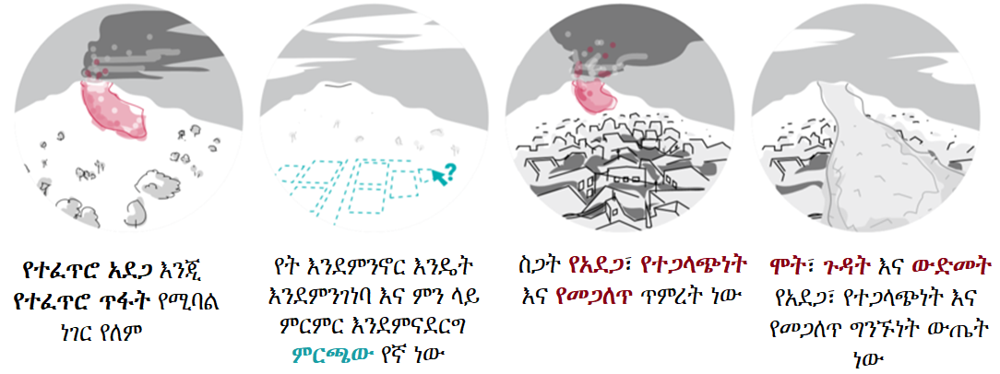 የተፈጥሮ አደጋ እንጂ
የተፈጥሮ ጥፋት የሚባል
ነገር የለም
?
የት እንደምንኖር እንዴት
እንደምንገነባ እና ምን ላይ
ምርምር እንደምናደርግ
ምርጫው የኛ ነው
ስጋት የአደጋ፣ የተጋላጭነት
እና የመጋለጥ ጥምረት ነው
ሞት፣ ጉዳት እና ውድመት
የአደጋ፣ የተጋላጭነት እና
የመጋለጥ ግንኙነት ውጤት
ነው